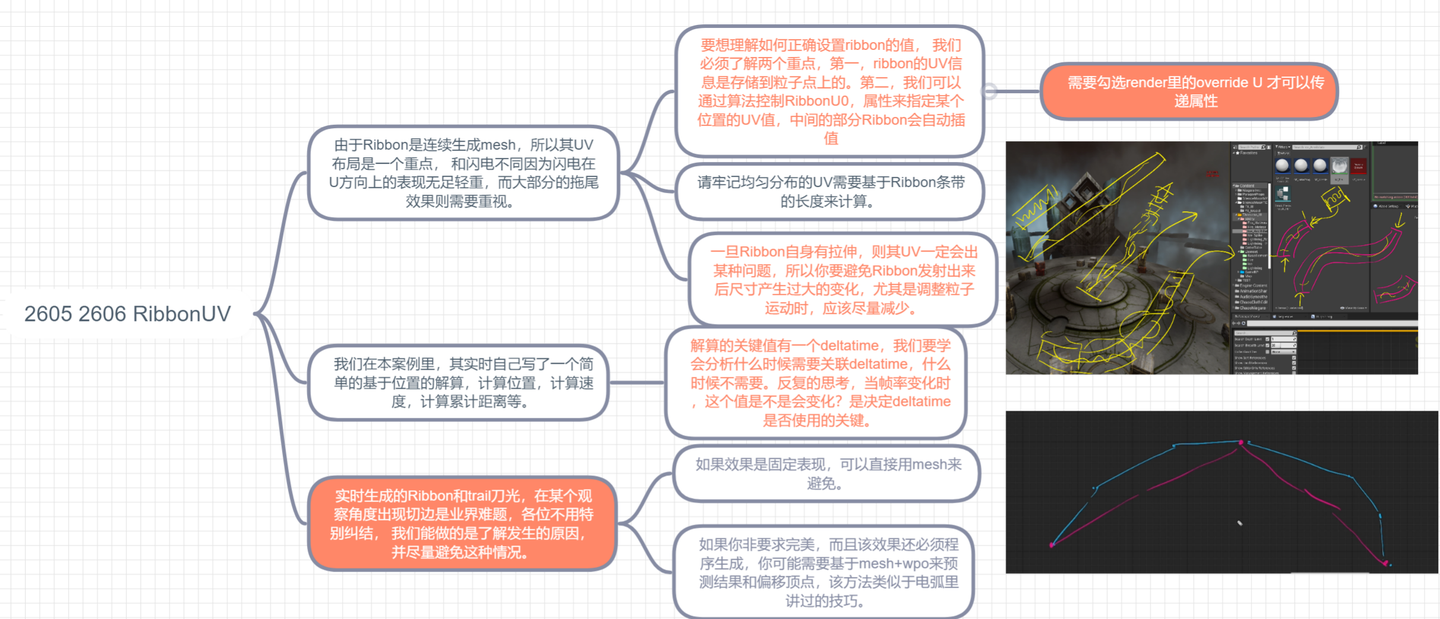 2605 2606 RibbonUV
由于Ribbon是连续生成mesh，所以其UV
布局是一个重点， 和闪电不同因为闪电在
U方向上的表现无足轻重，而大部分的拖尾
效果则需要重视。
要想理解如何正确设置ribbon的值， 我们
必须了解两个重点，第一，ribbon的UV信
息是存储到粒子点上的。第二，我们可以
通过算法控制RibbonU0，属性来指定某个
位置的UV值，中间的部分Ribbon会自动插
值
需要勾选render里的override U 才可以传
递属性
请牢记均匀分布的UV需要基于Ribbon条带
的长度来计算。
一旦Ribbon自身有拉伸，则其UV一定会出
某种问题，所以你要避免Ribbon发射出来
后尺寸产生过大的变化，尤其是调整粒子
运动时，应该尽量减少。
我们在本案例里，其实时自己写了一个简
单的基于位置的解算，计算位置，计算速
度，计算累计距离等。
解算的关键值有一个deltatime，我们要学
会分析什么时候需要关联deltatime，什么
时候不需要。反复的思考，当帧率变化时
，这个值是不是会变化？是决定deltatime
是否使用的关键。
实时生成的Ribbon和trail刀光，在某个观
察角度出现切边是业界难题，各位不用特
别纠结， 我们能做的是了解发生的原因，
并尽量避免这种情况。
如果效果是固定表现，可以直接用mesh来
避免。
如果你非要求完美，而且该效果还必须程
序生成，你可能需要基于mesh+wpo来预
测结果和偏移顶点，该方法类似于电弧里
讲过的技巧。